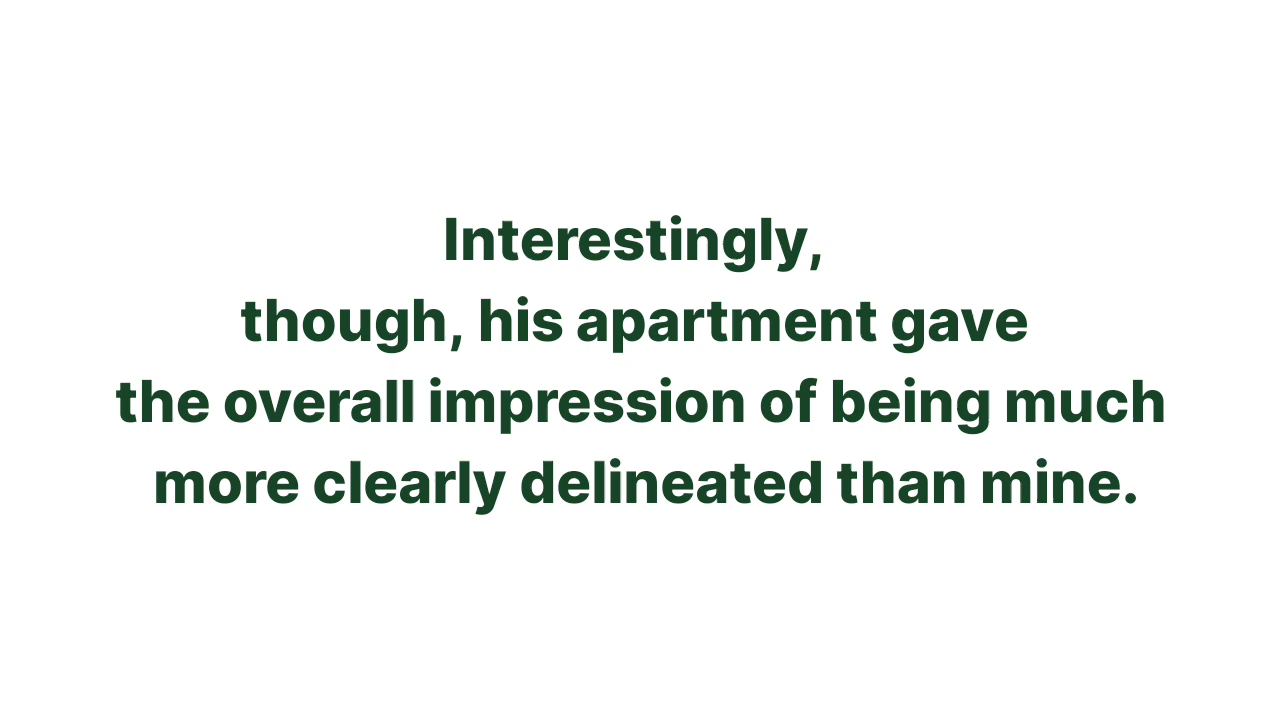 Interestingly,
though, his apartment gave
the overall impression of being much
more clearly delineated than mine.